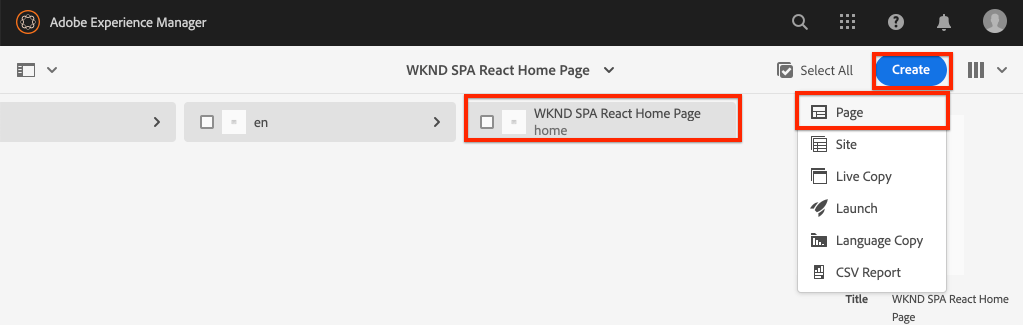 Adobe Experience Manager
WKND SPA React Home Page
Select All
Create
en
WKND SPA React Home Page
home
Page
Site
Live Copy
Launch
Language Copy
CSV Report
Title
WKND SPA React Home
Page